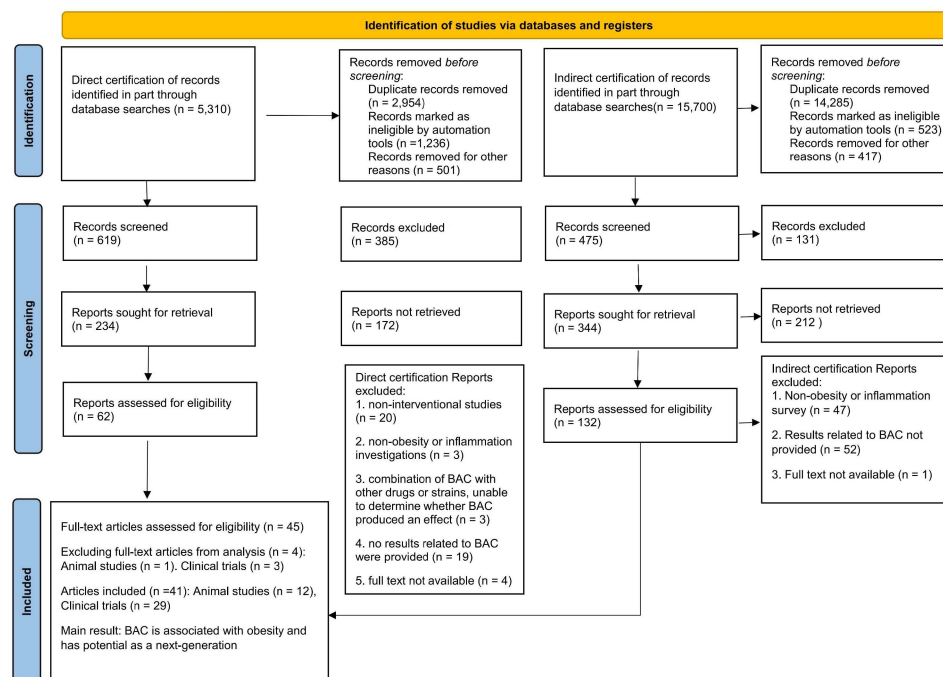 Identification of studies via databases and registers
Identification
Direct certification of records
identified in part through
database searches (n = 5,310)
Records removed before
screening:
Duplicate records removed
(n = 2,954)
Records marked as
ineligible by automation
tools (n =1,236)
Records removed for other
reasons (n = 501)
Indirect certification of records
identified in part through
database searches(n = 15,700)
Records removed before
screening:
Duplicate records removed
(n = 14,285)
Records marked as ineligible
by automation tools (n = 523)
Records removed for other
reasons (n = 417)
Screening
Records screened
(n = 619)
Records excluded
(n = 385)
Records screened
(n = 475)
Records excluded
(n = 131)
Reports sought for retrieval
(n = 234)
Reports not retrieved
(n = 172)
Reports sought for retrieval
(n = 344)
Reports not retrieved
(n = 212 )
Reports assessed for eligibility
(n = 62)
Direct certification Reports
excluded:
1. non-interventional studies
(n = 20)
2. non-obesity or inflammation
investigations (n = 3)
3. combination of BAC with
other drugs or strains, unable
to determine whether BAC
produced an effect (n = 3)
4. no results related to BAC
were provided (n = 19)
5. full text not available (n = 4)
Reports assessed for eligibility
(n = 132)
Indirect certification Reports
excluded:
1. Non-obesity or inflammation
survey (n = 47)
2. Results related to BAC not
provided (n = 52)
3. Full text not available (n = 1)
Included
Full-text articles assessed for eligibility (n = 45)
Excluding full-text articles from analysis (n = 4):
Animal studies (n = 1). Clinical trials (n = 3)
Articles included (n =41): Animal studies (n = 12),
Clinical trials (n = 29)
Main result: BAC is associated with obesity and
has potential as a next-generation